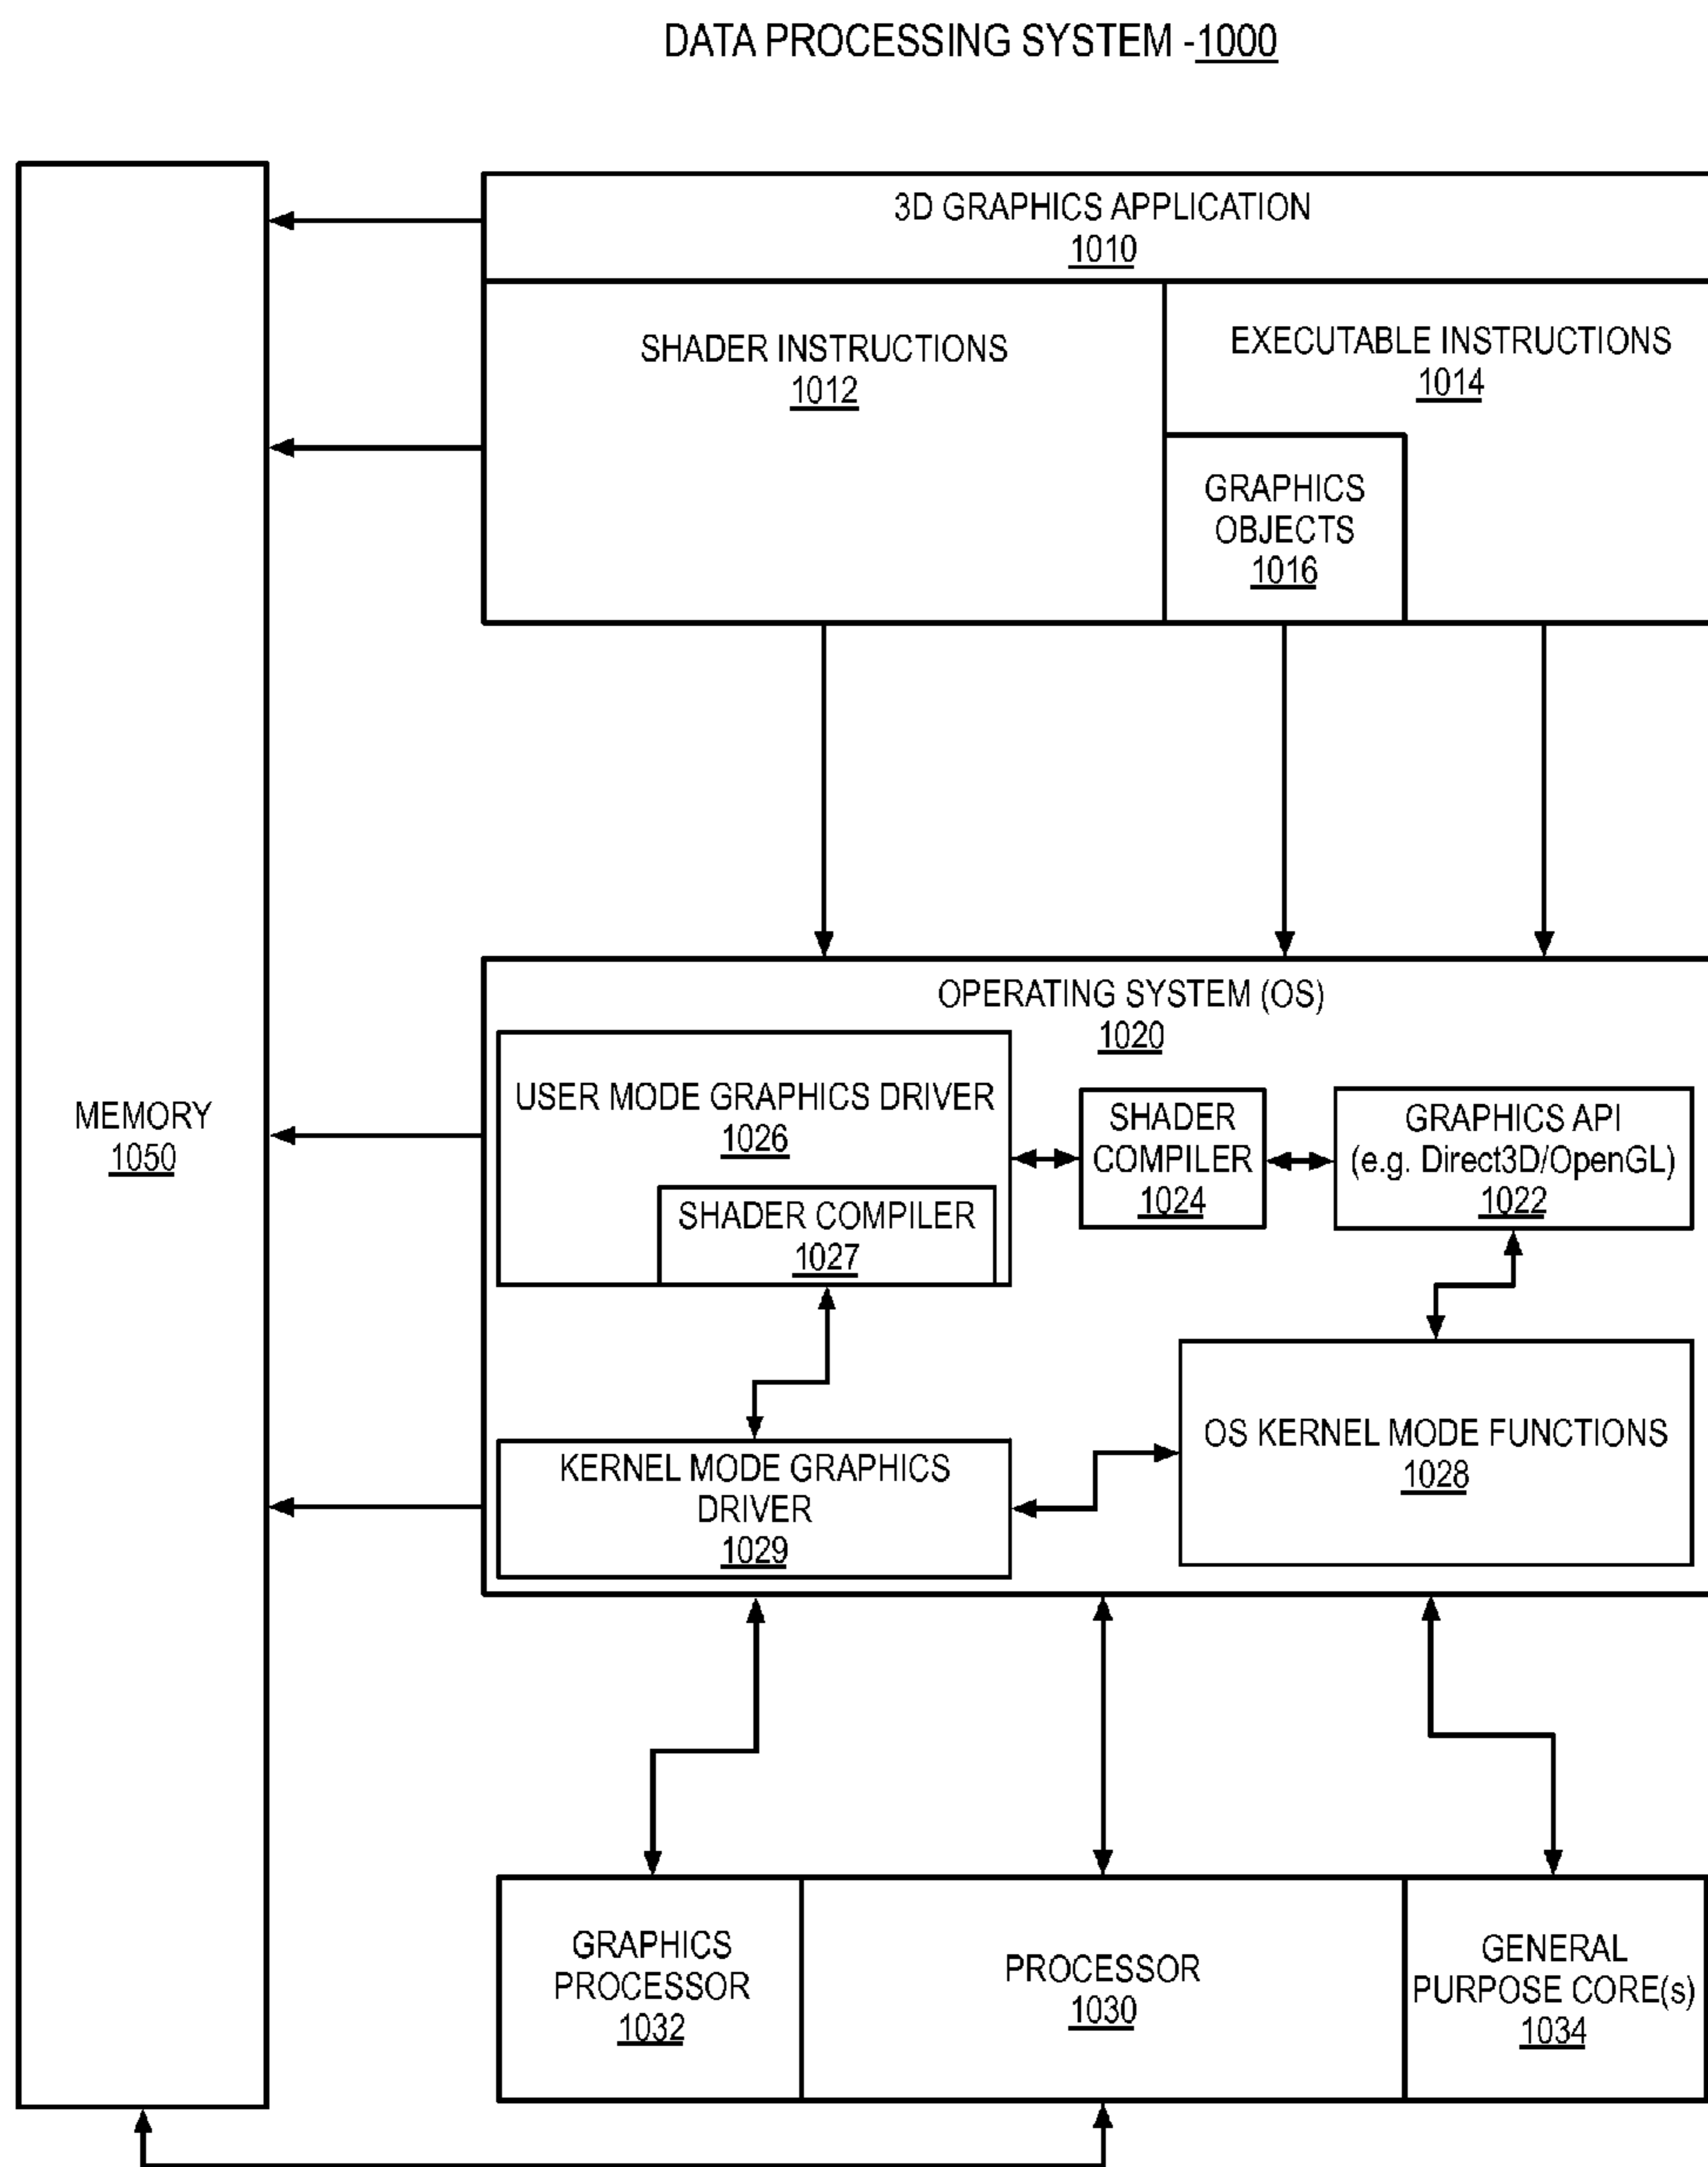 DATA PROCESSING SYSTEM -1000
3D GRAPHICS APPLICATION
1010
SHADER INSTRUCTIONS
1012
EXECUTABLE INSTRUCTIONS
1014
GRAPHICS
OBJECTS
1016
OPERATING SYSTEM (OS)
1020
USER MODE GRAPHICS DRIVER
1026
SHADER COMPILER
1027
SHADER
COMPILER
1024
GRAPHICS API
(e.g. Direct3D/OpenGL)
1022
MEMORY
1050
KERNEL MODE GRAPHICS
DRIVER
1029
OS KERNEL MODE FUNCTIONS
1028
GRAPHICS
PROCESSOR
1032
PROCESSOR
1030
GENERAL
PURPOSE CORE(s)
1034